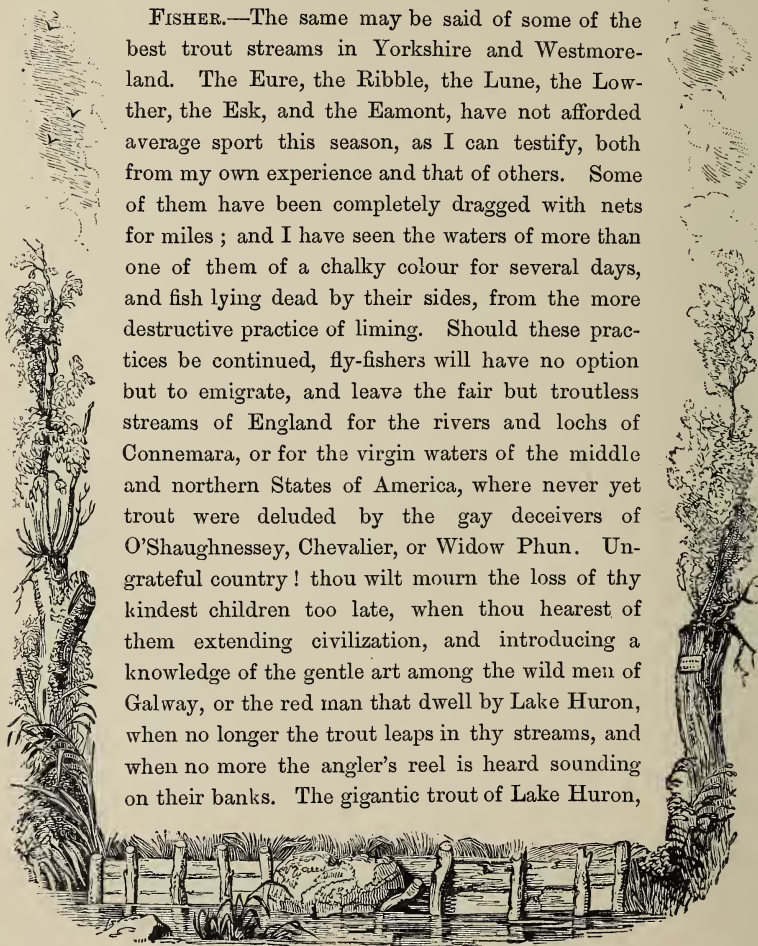 FISHER.—The same may be said of some of the
best trout streams in Yorkshire and Westmore-
land. The Eure, the Ribble, the Lune, the Low-
ther, the Esk, and the Eamont, have not afforded
average sport this season, as I can testify, both
from my own experience and that of others. Some
of them have been completely dragged with nets
for miles ; and I have seen the waters of more than
one of them of a chalky colour for several days,
and fish lying dead by their sides, from the more
destructive practice of liming. Should these prac-
tices be continued, fly-fishers will have no option
but to emigrate, and leave the fair but troutless
streams of England for the rivers and lochs of
Connemara, or for the virgin waters of the middle
and northern States of America, where never yet
trout were deluded by the gay deceivers of
O'Shaughnessey, Chevalier, or Widow Phun. Un-
grateful country ! thou wilt mourn the loss of thy
kindest children too late, when thou hearest of
them extending civilization, and introducing a
knowledge of the gentle art among the wild men of
Galway, or the red man that dwell by Lake Huron,
when no longer the trout leaps in thy streams, and
when no more the angler's reel is heard sounding
on their banks. The gigantic trout of Lake Huron,